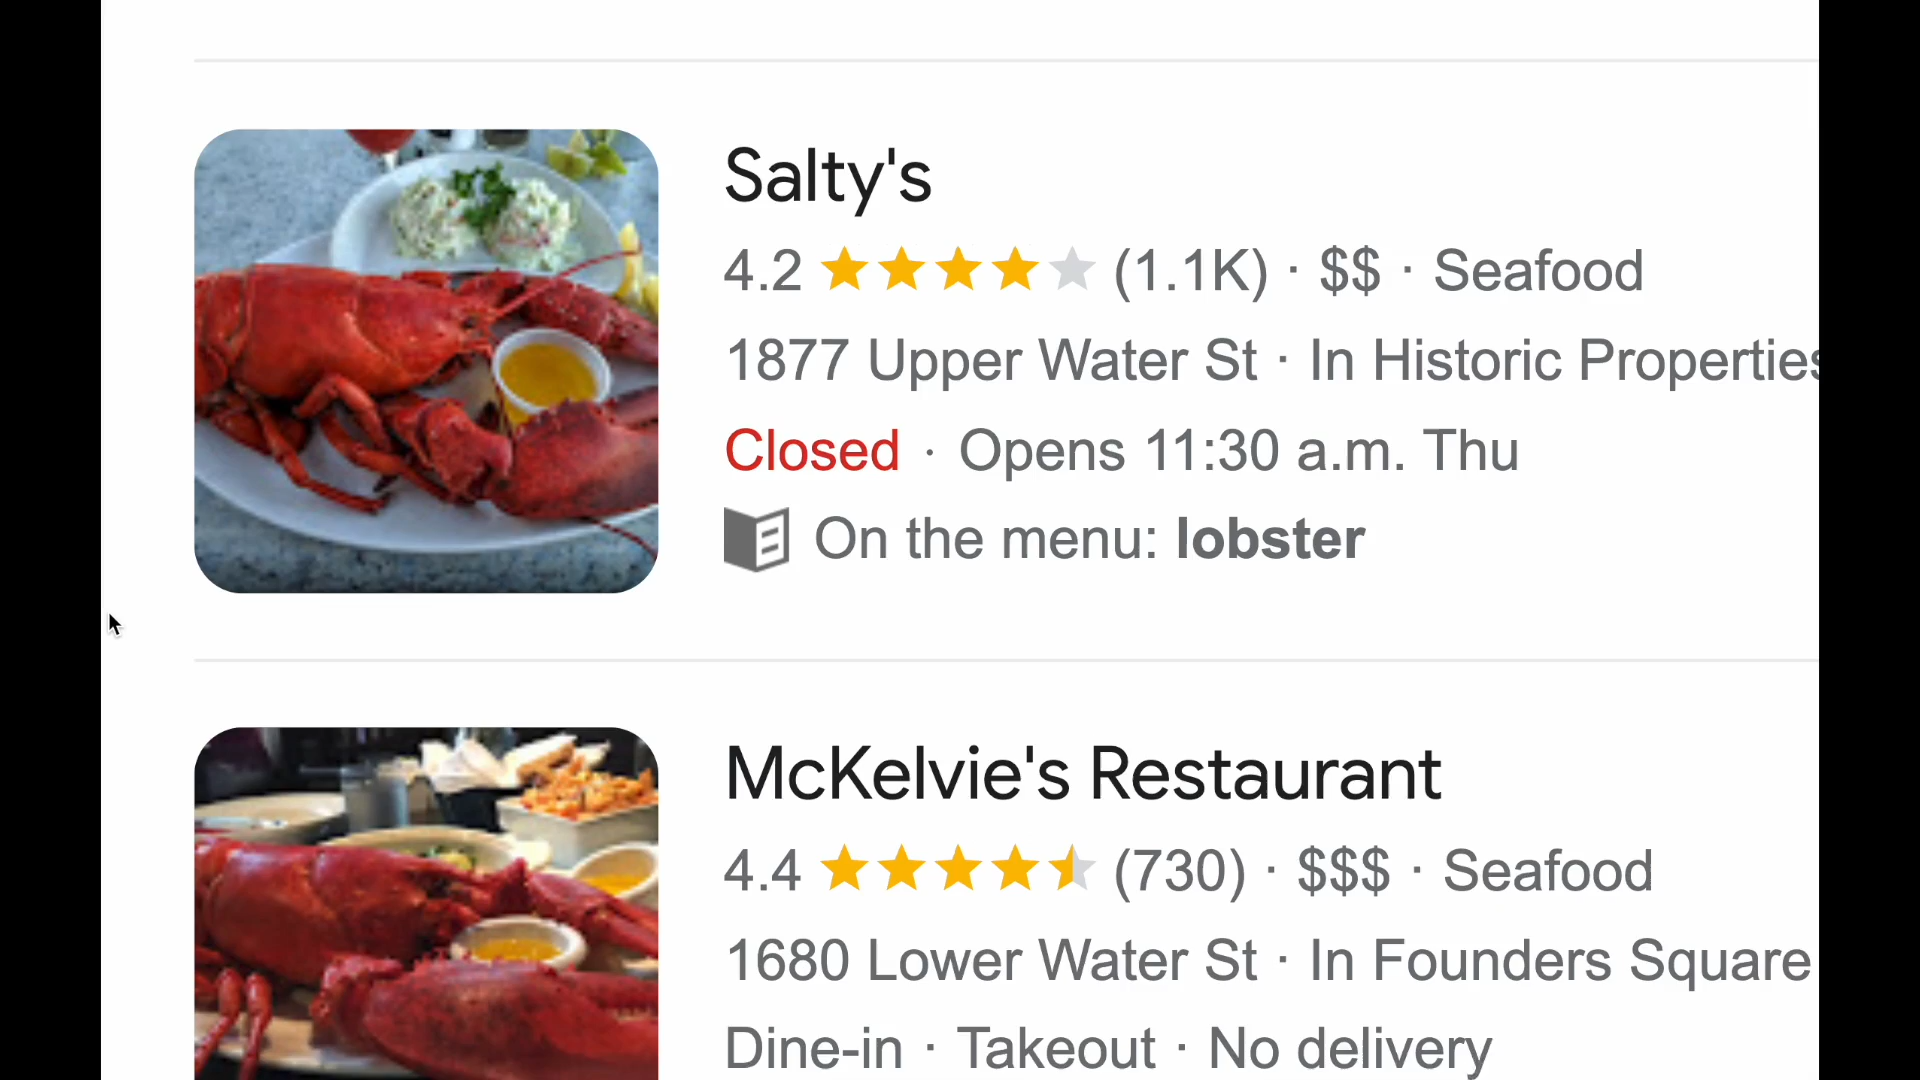 Salty's
4.2 (1.1K) · $$ · Seafood
1877 Upper Water St · In Historic Properties
Closed · Opens 11:30 a.m. Thu
On the menu: lobster
McKelvie's Restaurant
4.4 (730) · $$$ · Seafood
1680 Lower Water St · In Founders Square
Dine-in · Takeout · No delivery